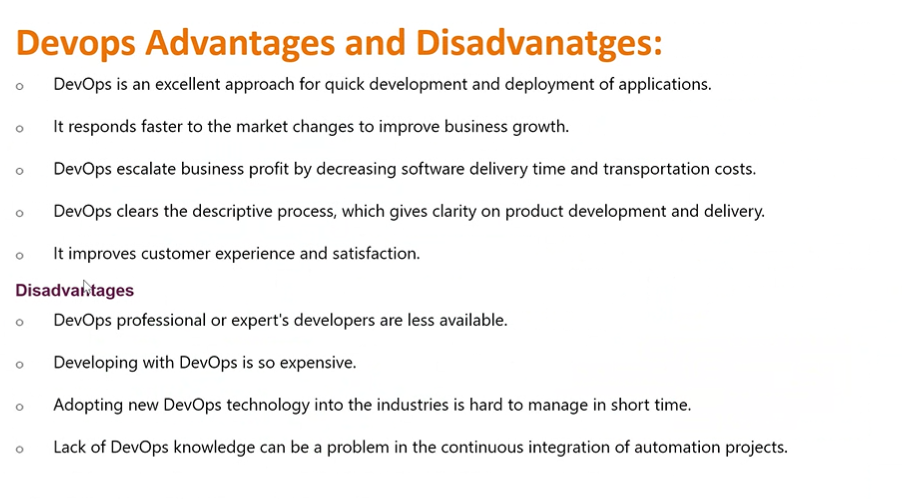 Devops Advantages and Disadvanatges:
DevOps is an excellent approach for quick development and deployment of applications.
It responds faster to the market changes to improve business growth.
DevOps escalate business profit by decreasing software delivery time and transportation costs.
DevOps clears the descriptive process, which gives clarity on product development and delivery.
It improves customer experience and satisfaction.
Disadvantages
DevOps professional or expert's developers are less available.
Developing with DevOps is so expensive.
Adopting new DevOps technology into the industries is hard to manage in short time.
Lack of DevOps knowledge can be a problem in the continuous integration of automation projects.